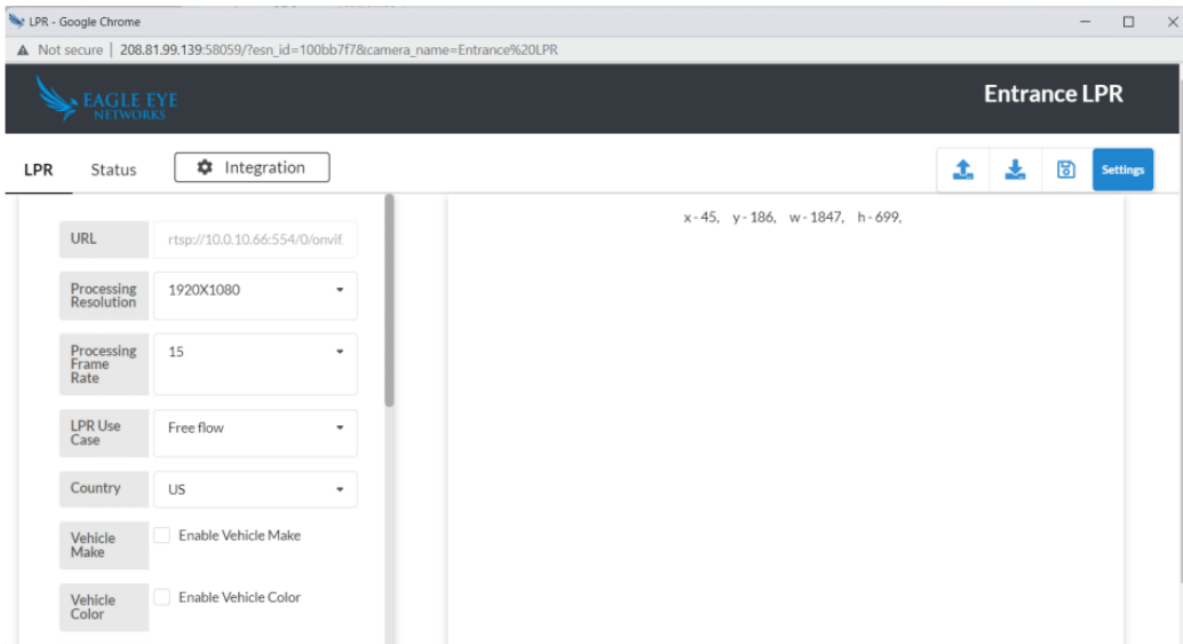 LPR - Google Chrome
Not secure | 208.81.99.139:58059/?esn_id=100bb7f7&camera_name=Entrance%20LPR
EAGLE EYE
NETWORKS
Entrance LPR
LPR
Status
Integration
Settings
x - 45, y - 186, w - 1847, h - 699,
URL
rtsp://10.0.10.66:554/0/onvif
Processing
Resolution
1920X1080
Processing
Frame
Rate
15
LPR Use
Case
Free flow
Country
US
Vehicle
Make
Enable Vehicle Make
Vehicle
Color
Enable Vehicle Color